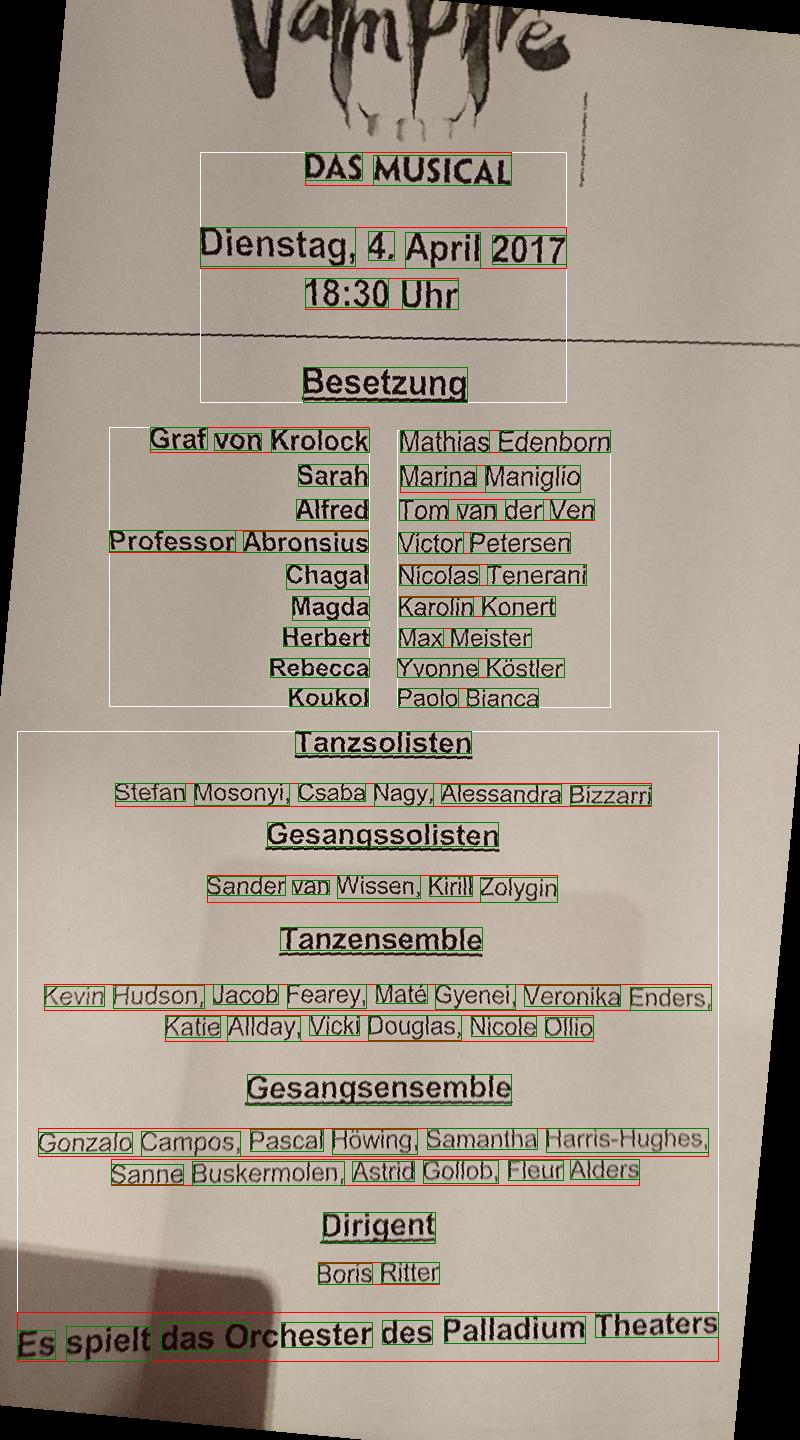 Vampire
DAS MUSICAL
Dienstag, 4. April 2017
18:30 Uhr
Besetzung
Graf von Krolock Mathias Edenborn
Sarah Marina Maniglio
Alfred Tom van der Ven
Professor Abronsius Victor Petersen
Chagal Nicolas Tenerani
Magda Karolin Konert
Herbert Max Meister
Rebecca Yvonne Köstler
Koukol Paolo Bianca
Tanzsolisten
Stefan Mosonyi, Csaba Nagy, Alessandra Bizzarri
Gesangssolisten
Sander van Wissen, Kirill Zolygin
Tanzensemble
Kevin Hudson, Jacob Fearey, Maté Gyenei, Veronika Enders,
Katie Allday, Vicki Douglas, Nicole Ollio
Gesangsensemble
Gonzalo Campos, Pascal Höwing, Samantha Harris-Hughes,
Sanne Buskermolen, Astrid Gollob, Fleur Alders
Dirigent
Boris Ritter
Es spielt das Orchester des Palladium Theaters